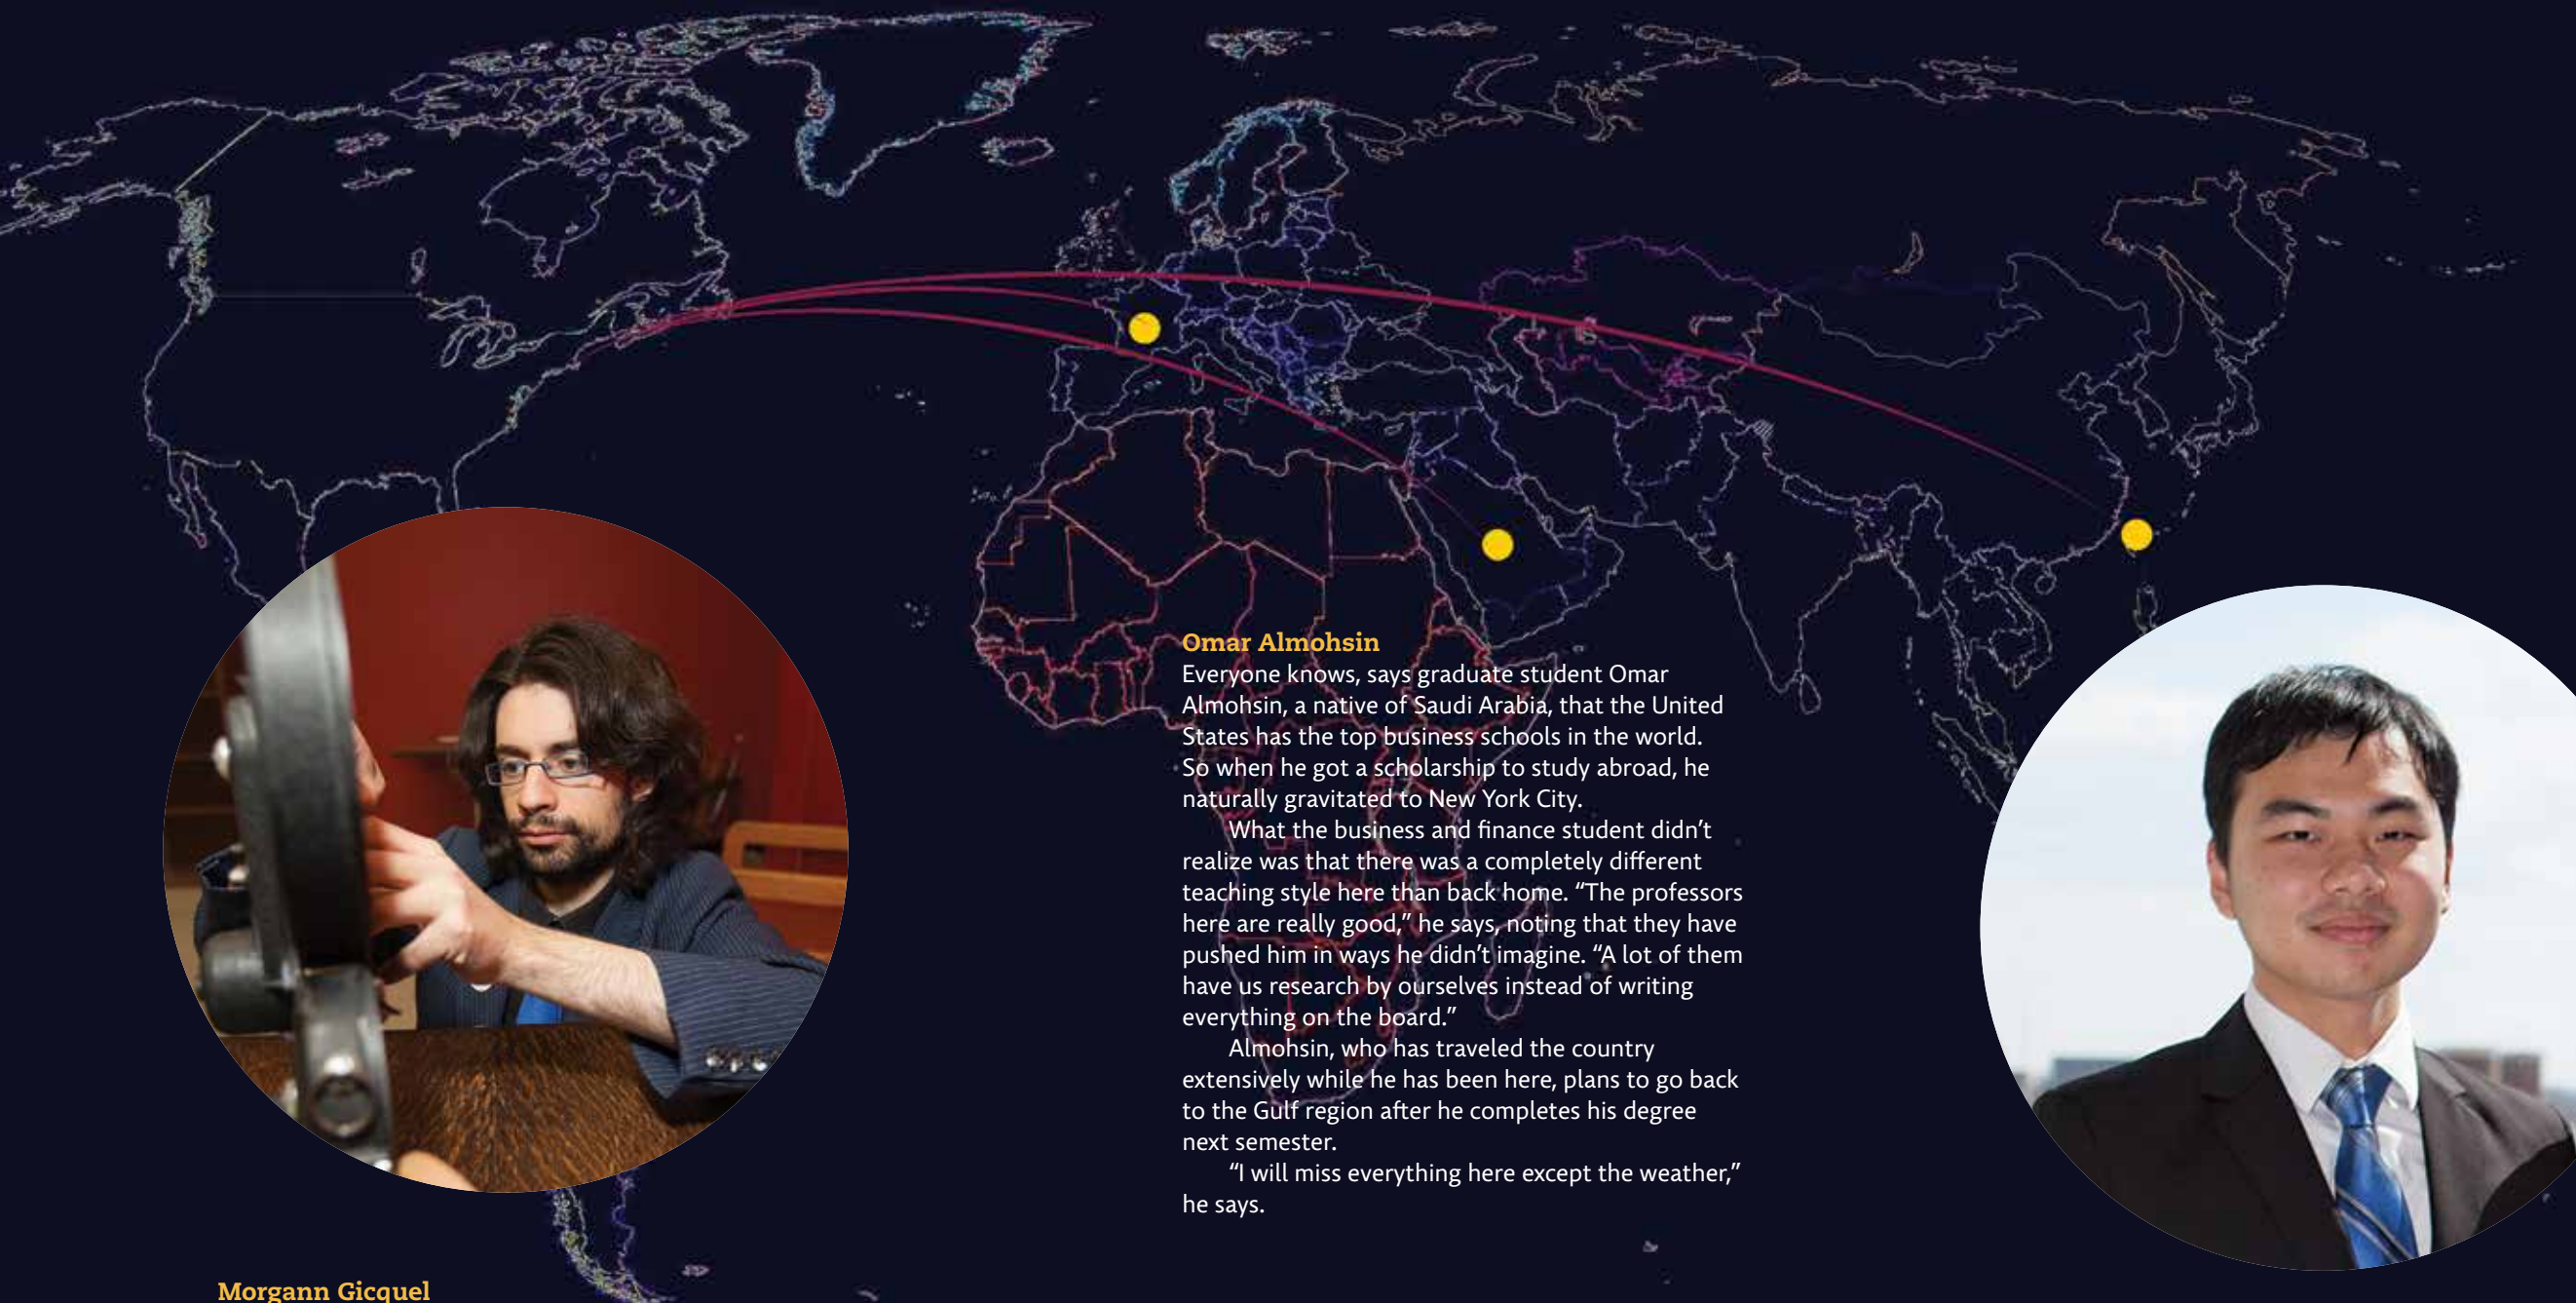 Omar Almohsin
Everyone knows, says graduate student Omar
Almohsin, a native of Saudi Arabia, that the United
States has the top business schools in the world.
So when he got a scholarship to study abroad, he
naturally gravitated to New York City.
What the business and finance student didn’t
realize was that there was a completely different
teaching style here than back home. “The professors
here are really good,” he says, noting that they have
pushed him in ways he didn’t imagine. “A lot of them
have us research by ourselves instead of writing
everything on the board.”
Almohsin, who has traveled the country
extensively while he has been here, plans to go back
to the Gulf region after he completes his degree
next semester.
“I will miss everything here except the weather,”
he says.
Morgann Gicquel